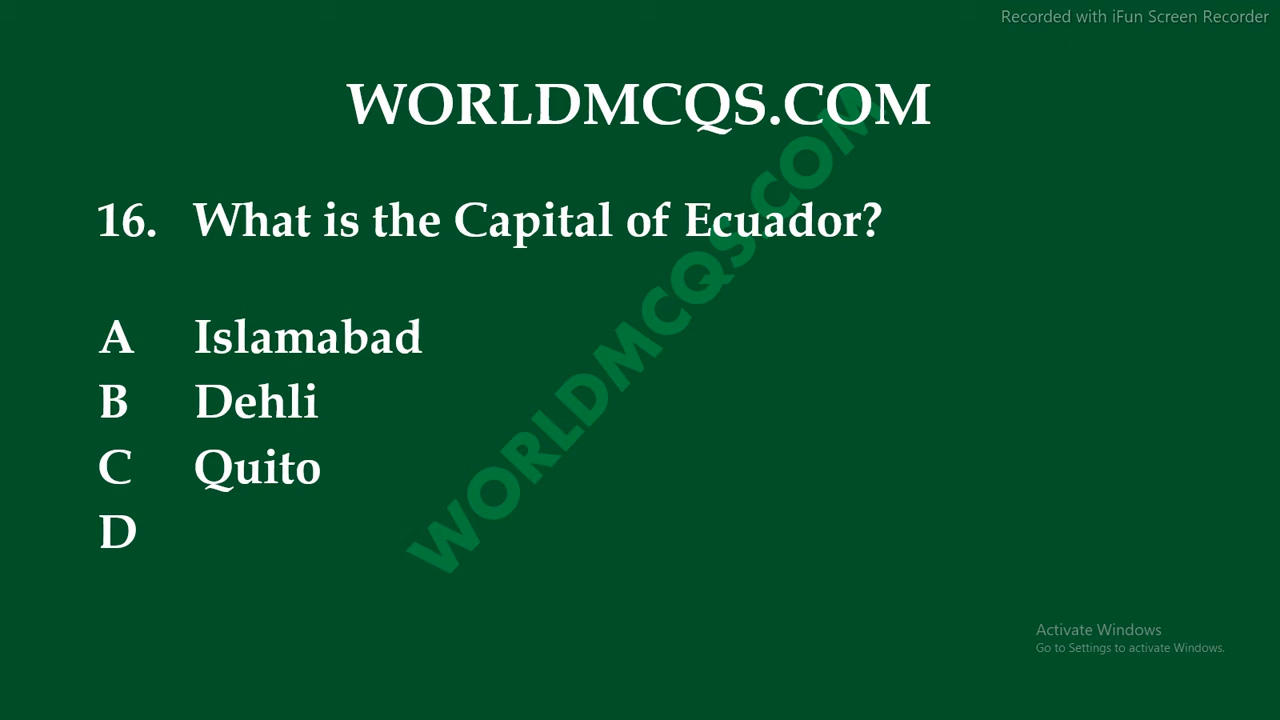 Recorded with iFun Screen Recorder
WORLDMCQS.COM
16. What is the Capital of Ecuador?
A Islamabad
B Dehli
C Quito
D
WORLDMCQS.COM
Activate Windows
Go to Settings to activate Windows.